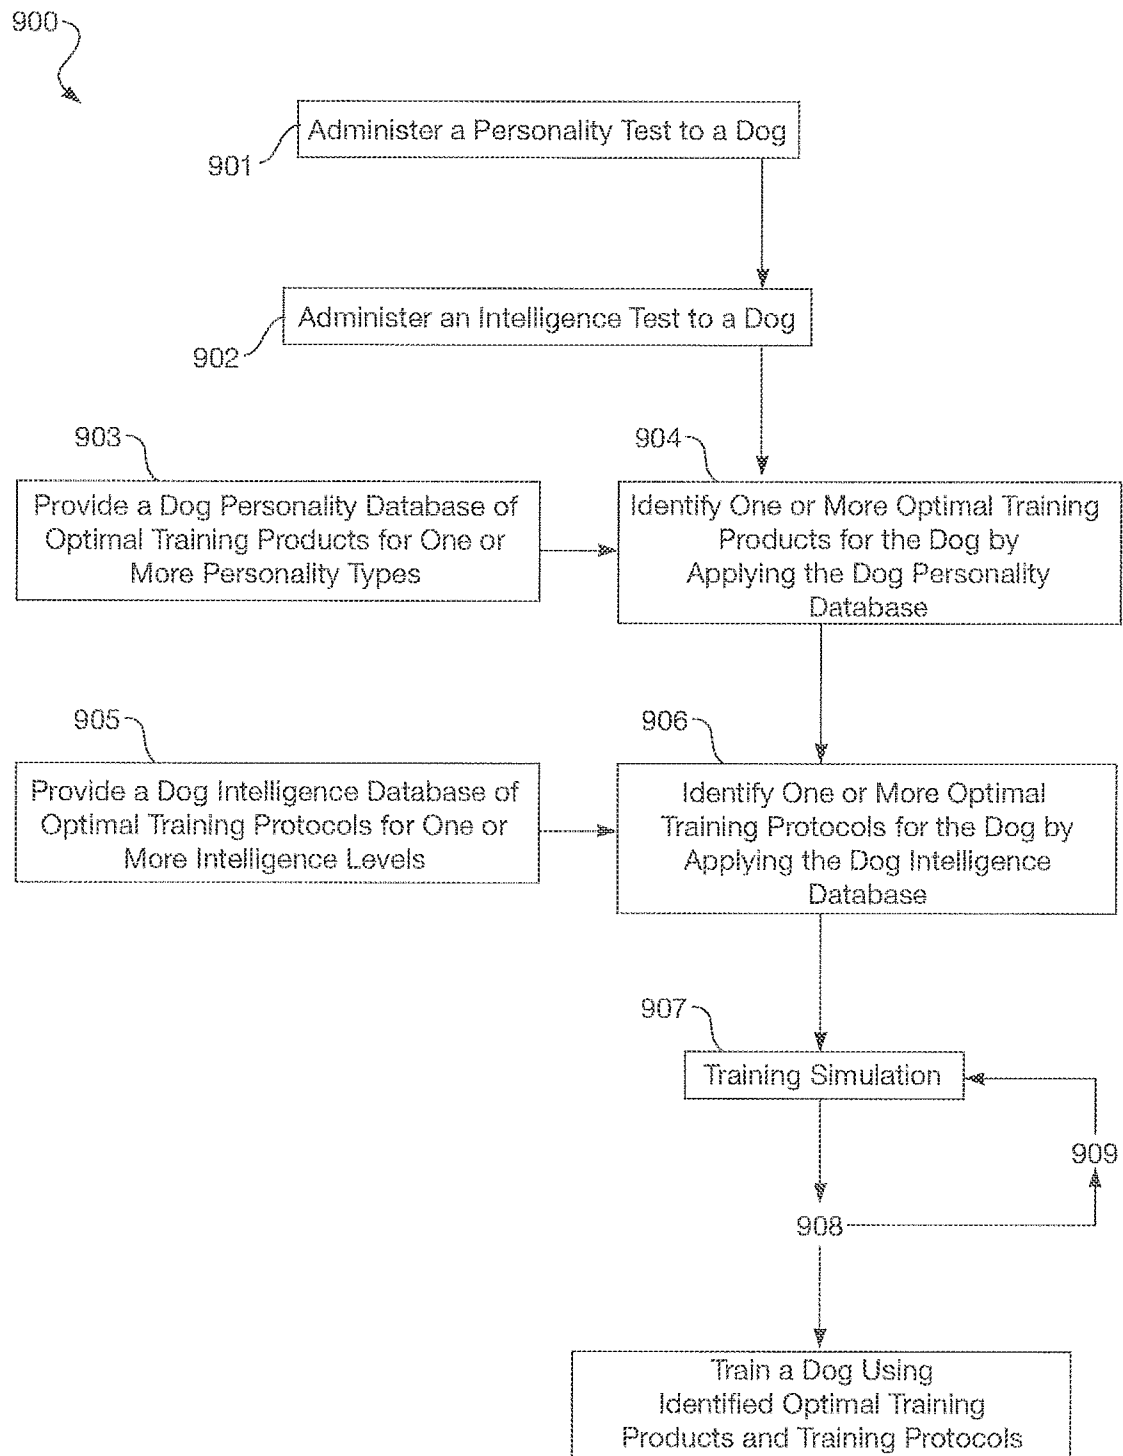 900
Administer a Personality Test to a Dog
901
Administer an Intelligence Test to a Dog
902
903
Provide a Dog Personality Database of
Optimal Training Products for One or
More Personality Types
904
Identify One or More Optimal Training
Products for the Dog by
Applying the Dog Personality
Database
905
Provide a Dog Intelligence Database of
Optimal Training Protocols for One or
More Intelligence Levels
906
Identify One or More Optimal
Training Protocols for the Dog by
Applying the Dog Intelligence
Database
907
Training Simulation
909
908
Train a Dog Using
Identified Optimal Training
Products and Training Protocols